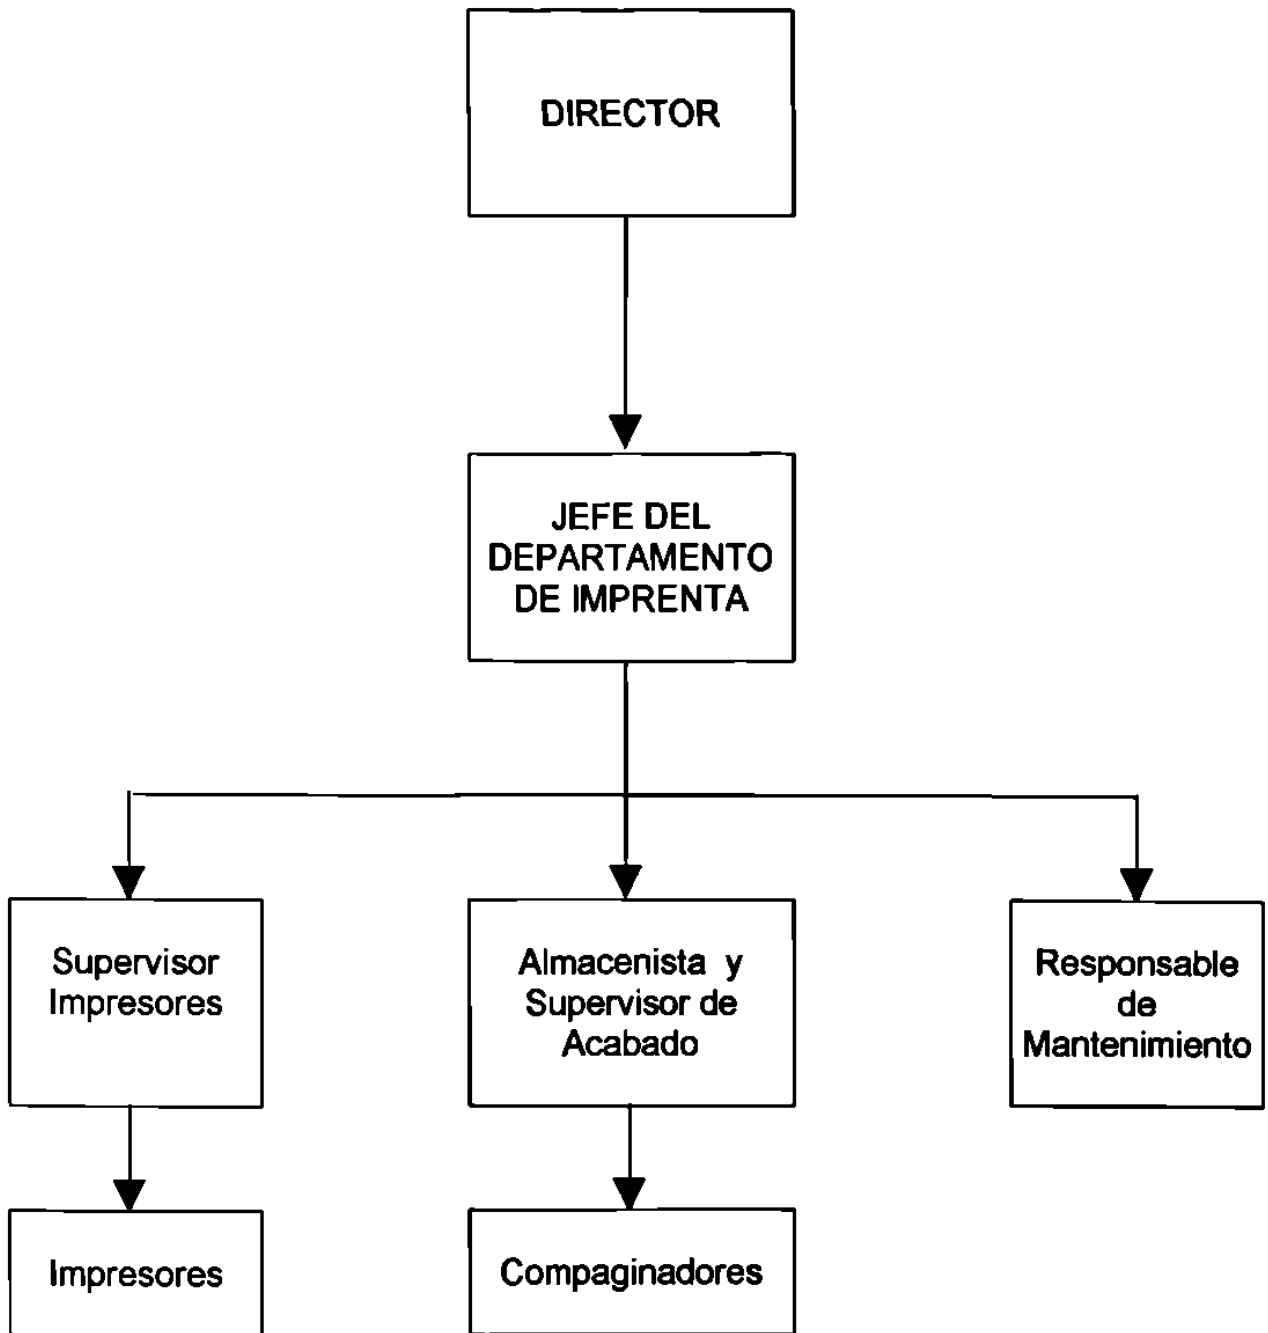 DIRECTOR
JEFE DEL
DEPARTAMENTO
DE IMPRENTA
Supervisor
Impresores
Almacenista y
Supervisor de
Acabado
Responsable
de
Mantenimiento
Impresores
Compaginadores